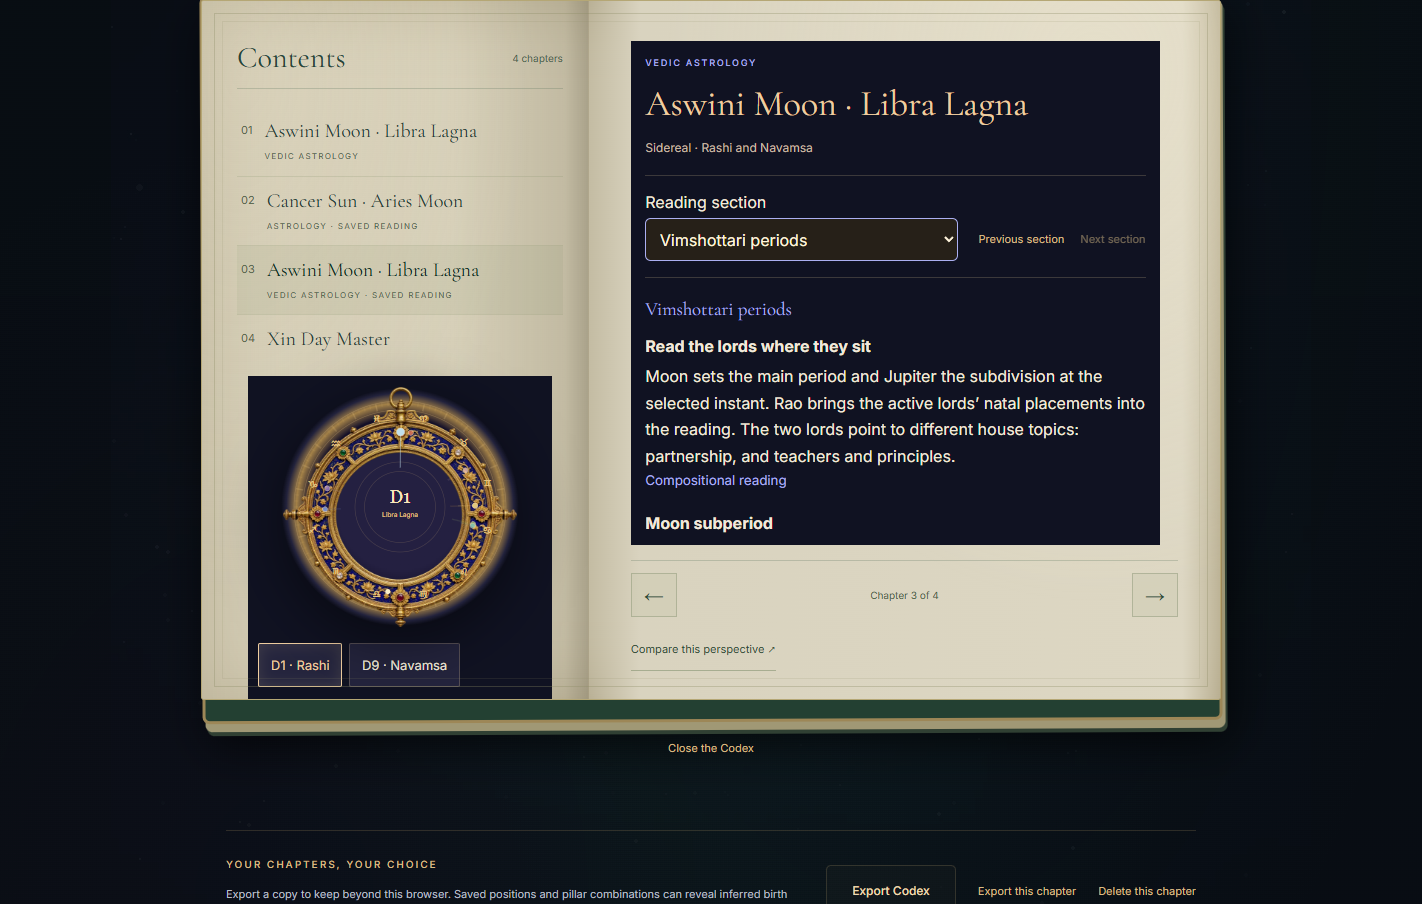 Contents
4 chapters
01 Aswini Moon · Libra Lagna
VEDIC ASTROLOGY
02 Cancer Sun · Aries Moon
ASTROLOGY · SAVED READING
03 Aswini Moon · Libra Lagna
VEDIC ASTROLOGY · SAVED READING
04 Xin Day Master
D1
Libra Lagna
D1 · Rashi
D9 · Navamsa
VEDIC ASTROLOGY
Aswini Moon · Libra Lagna
Sidereal · Rashi and Navamsa
Reading section
Vimshottari periods
Previous section
Next section
Vimshottari periods
Read the lords where they sit
Moon sets the main period and Jupiter the subdivision at the
selected instant. Rao brings the active lords’ natal placements into
the reading. The two lords point to different house topics:
partnership, and teachers and principles.
Compositional reading
Moon subperiod
←
Chapter 3 of 4
→
Compare this perspective ↗
Close the Codex
YOUR CHAPTERS, YOUR CHOICE
Export a copy to keep beyond this browser. Saved positions and pillar combinations can reveal inferred birth
Export Codex
Export this chapter
Delete this chapter